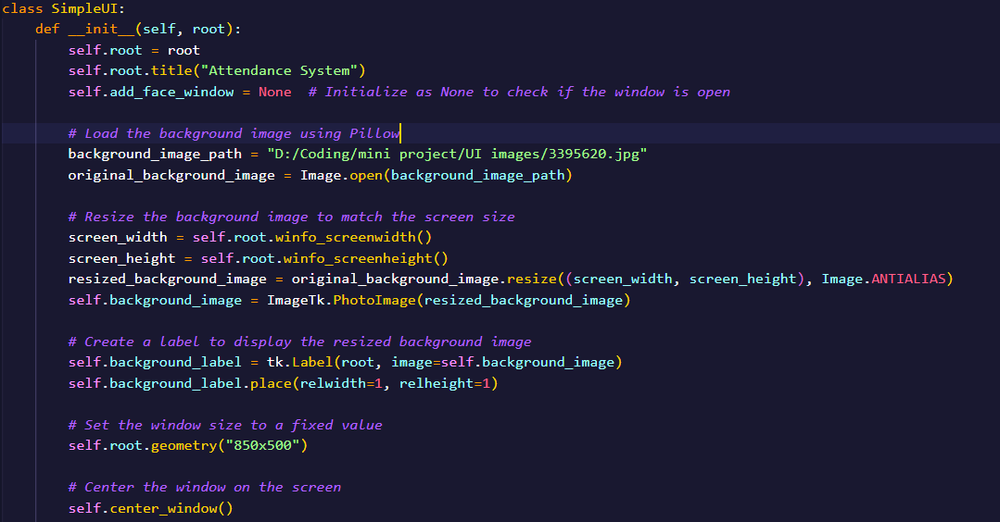 class SimpleUI:
    def __init__(self, root):
        self.root = root
        self.root.title("Attendance System")
        self.add_face_window = None  # Initialize as None to check if the window is open

        # Load the background image using Pillow
        background_image_path = "D:/Coding/mini project/UI images/3395620.jpg"
        original_background_image = Image.open(background_image_path)

        # Resize the background image to match the screen size
        screen_width = self.root.winfo_screenwidth()
        screen_height = self.root.winfo_screenheight()
        resized_background_image = original_background_image.resize((screen_width, screen_height), Image.ANTIALIAS)
        self.background_image = ImageTk.PhotoImage(resized_background_image)

        # Create a label to display the resized background image
        self.background_label = tk.Label(root, image=self.background_image)
        self.background_label.place(relwidth=1, relheight=1)

        # Set the window size to a fixed value
        self.root.geometry("850x500")

        # Center the window on the screen
        self.center_window()